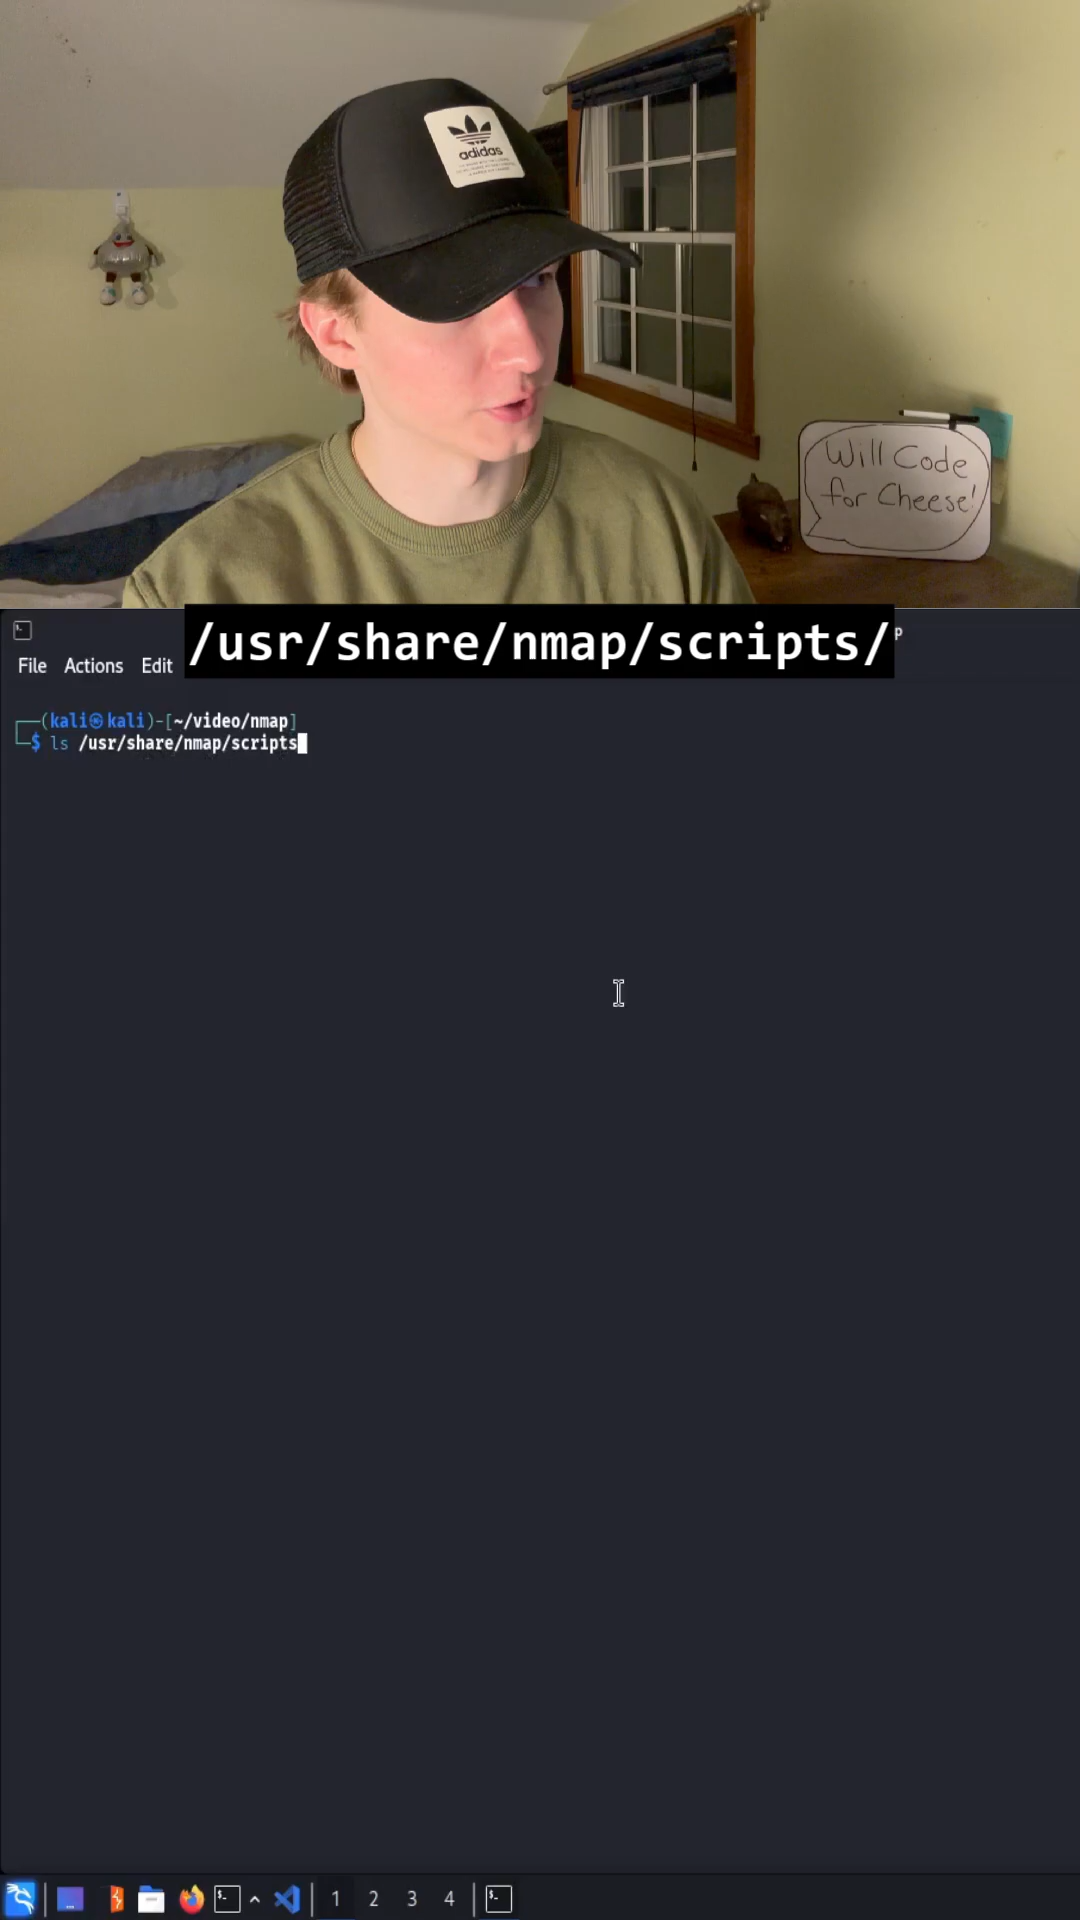 adidas
Will Code
for Cheese!
/usr/share/nmap/scripts/
p
File Actions Edit
(kali㉿kali)-[~/video/nmap]
$ ls /usr/share/nmap/scripts
1 2 3 4